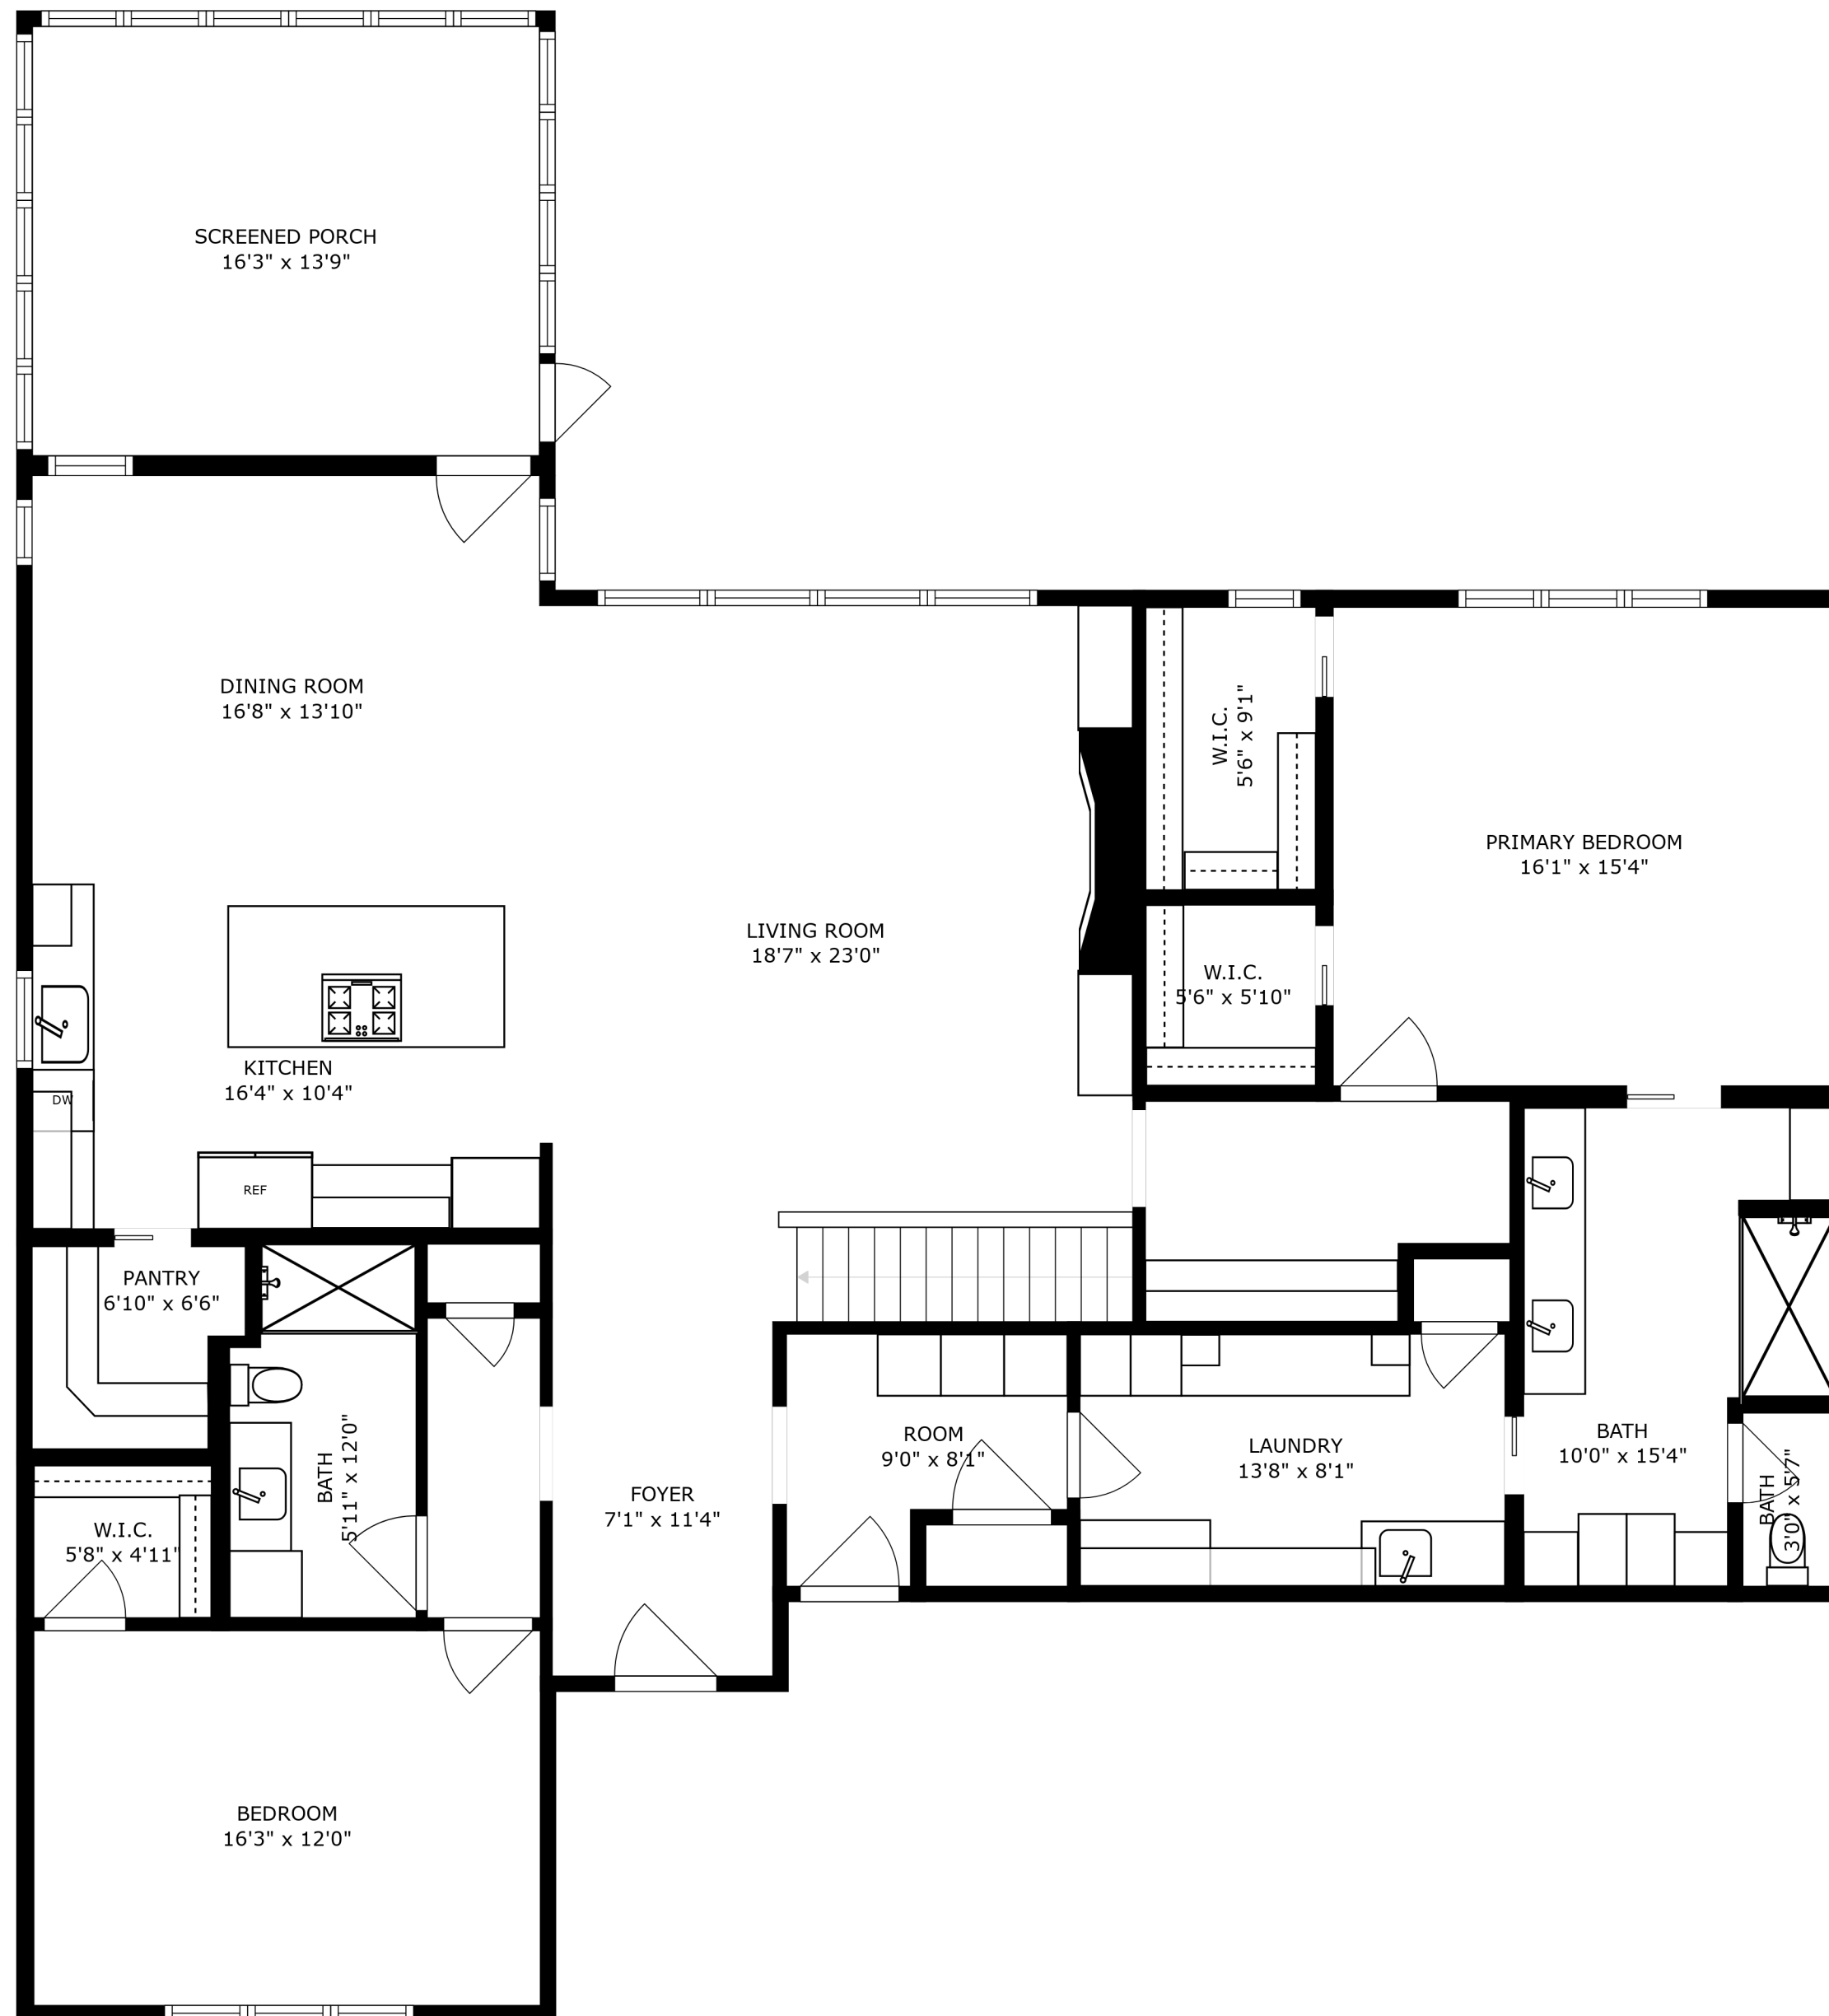 SCREENED PORCH
16'3" x 13'9"
DINING ROOM
16'8" x 13'10"
W.I.C.
5'6" x 9'1"
PRIMARY BEDROOM
16'1" x 15'4"
LIVING ROOM
18'7" x 23'0"
W.I.C.
5'6" x 5'10"
KITCHEN
16'4" x 10'4"
DW
REF
PANTRY
6'10" x 6'6"
BATH
5'11" x 12'0"
ROOM
9'0" x 8'1"
LAUNDRY
13'8" x 8'1"
BATH
10'0" x 15'4"
BATH
3'0" x 5'7"
FOYER
7'1" x 11'4"
W.I.C.
5'8" x 4'11"
BEDROOM
16'3" x 12'0"